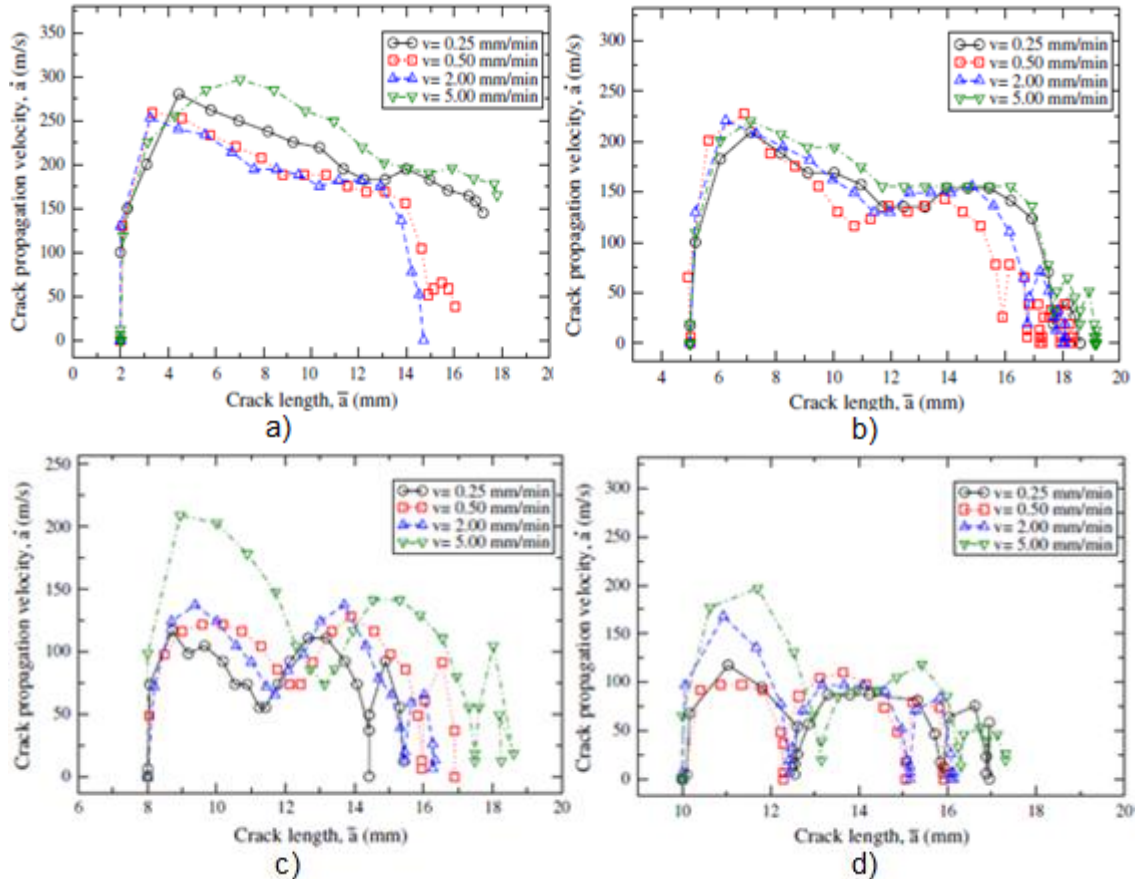 350
300
250
200
150
100
50
0
v= 0.25 mm/min
v= 0.50 mm/min
v= 2.00 mm/min
v= 5.00 mm/min
Crack propagation velocity, ȧ (m/s)
0 2 4 6 8 10 12 14 16 18 20
Crack length, a̅ (mm)
a)
300
250
200
150
100
50
0
v= 0.25 mm/min
v= 0.50 mm/min
v= 2.00 mm/min
v= 5.00 mm/min
Crack propagation velocity, ȧ (m/s)
4 6 8 10 12 14 16 18 20
Crack length, a̅ (mm)
b)
250
200
150
100
50
0
v= 0.25 mm/min
v= 0.50 mm/min
v= 2.00 mm/min
v= 5.00 mm/min
Crack propagation velocity, ȧ (m/s)
6 8 10 12 14 16 18 20
Crack length, a̅ (mm)
c)
300
250
200
150
100
50
0
v= 0.25 mm/min
v= 0.50 mm/min
v= 2.00 mm/min
v= 5.00 mm/min
Crack propagation velocity, ȧ (m/s)
10 12 14 16 18 20
Crack length, a̅ (mm)
d)